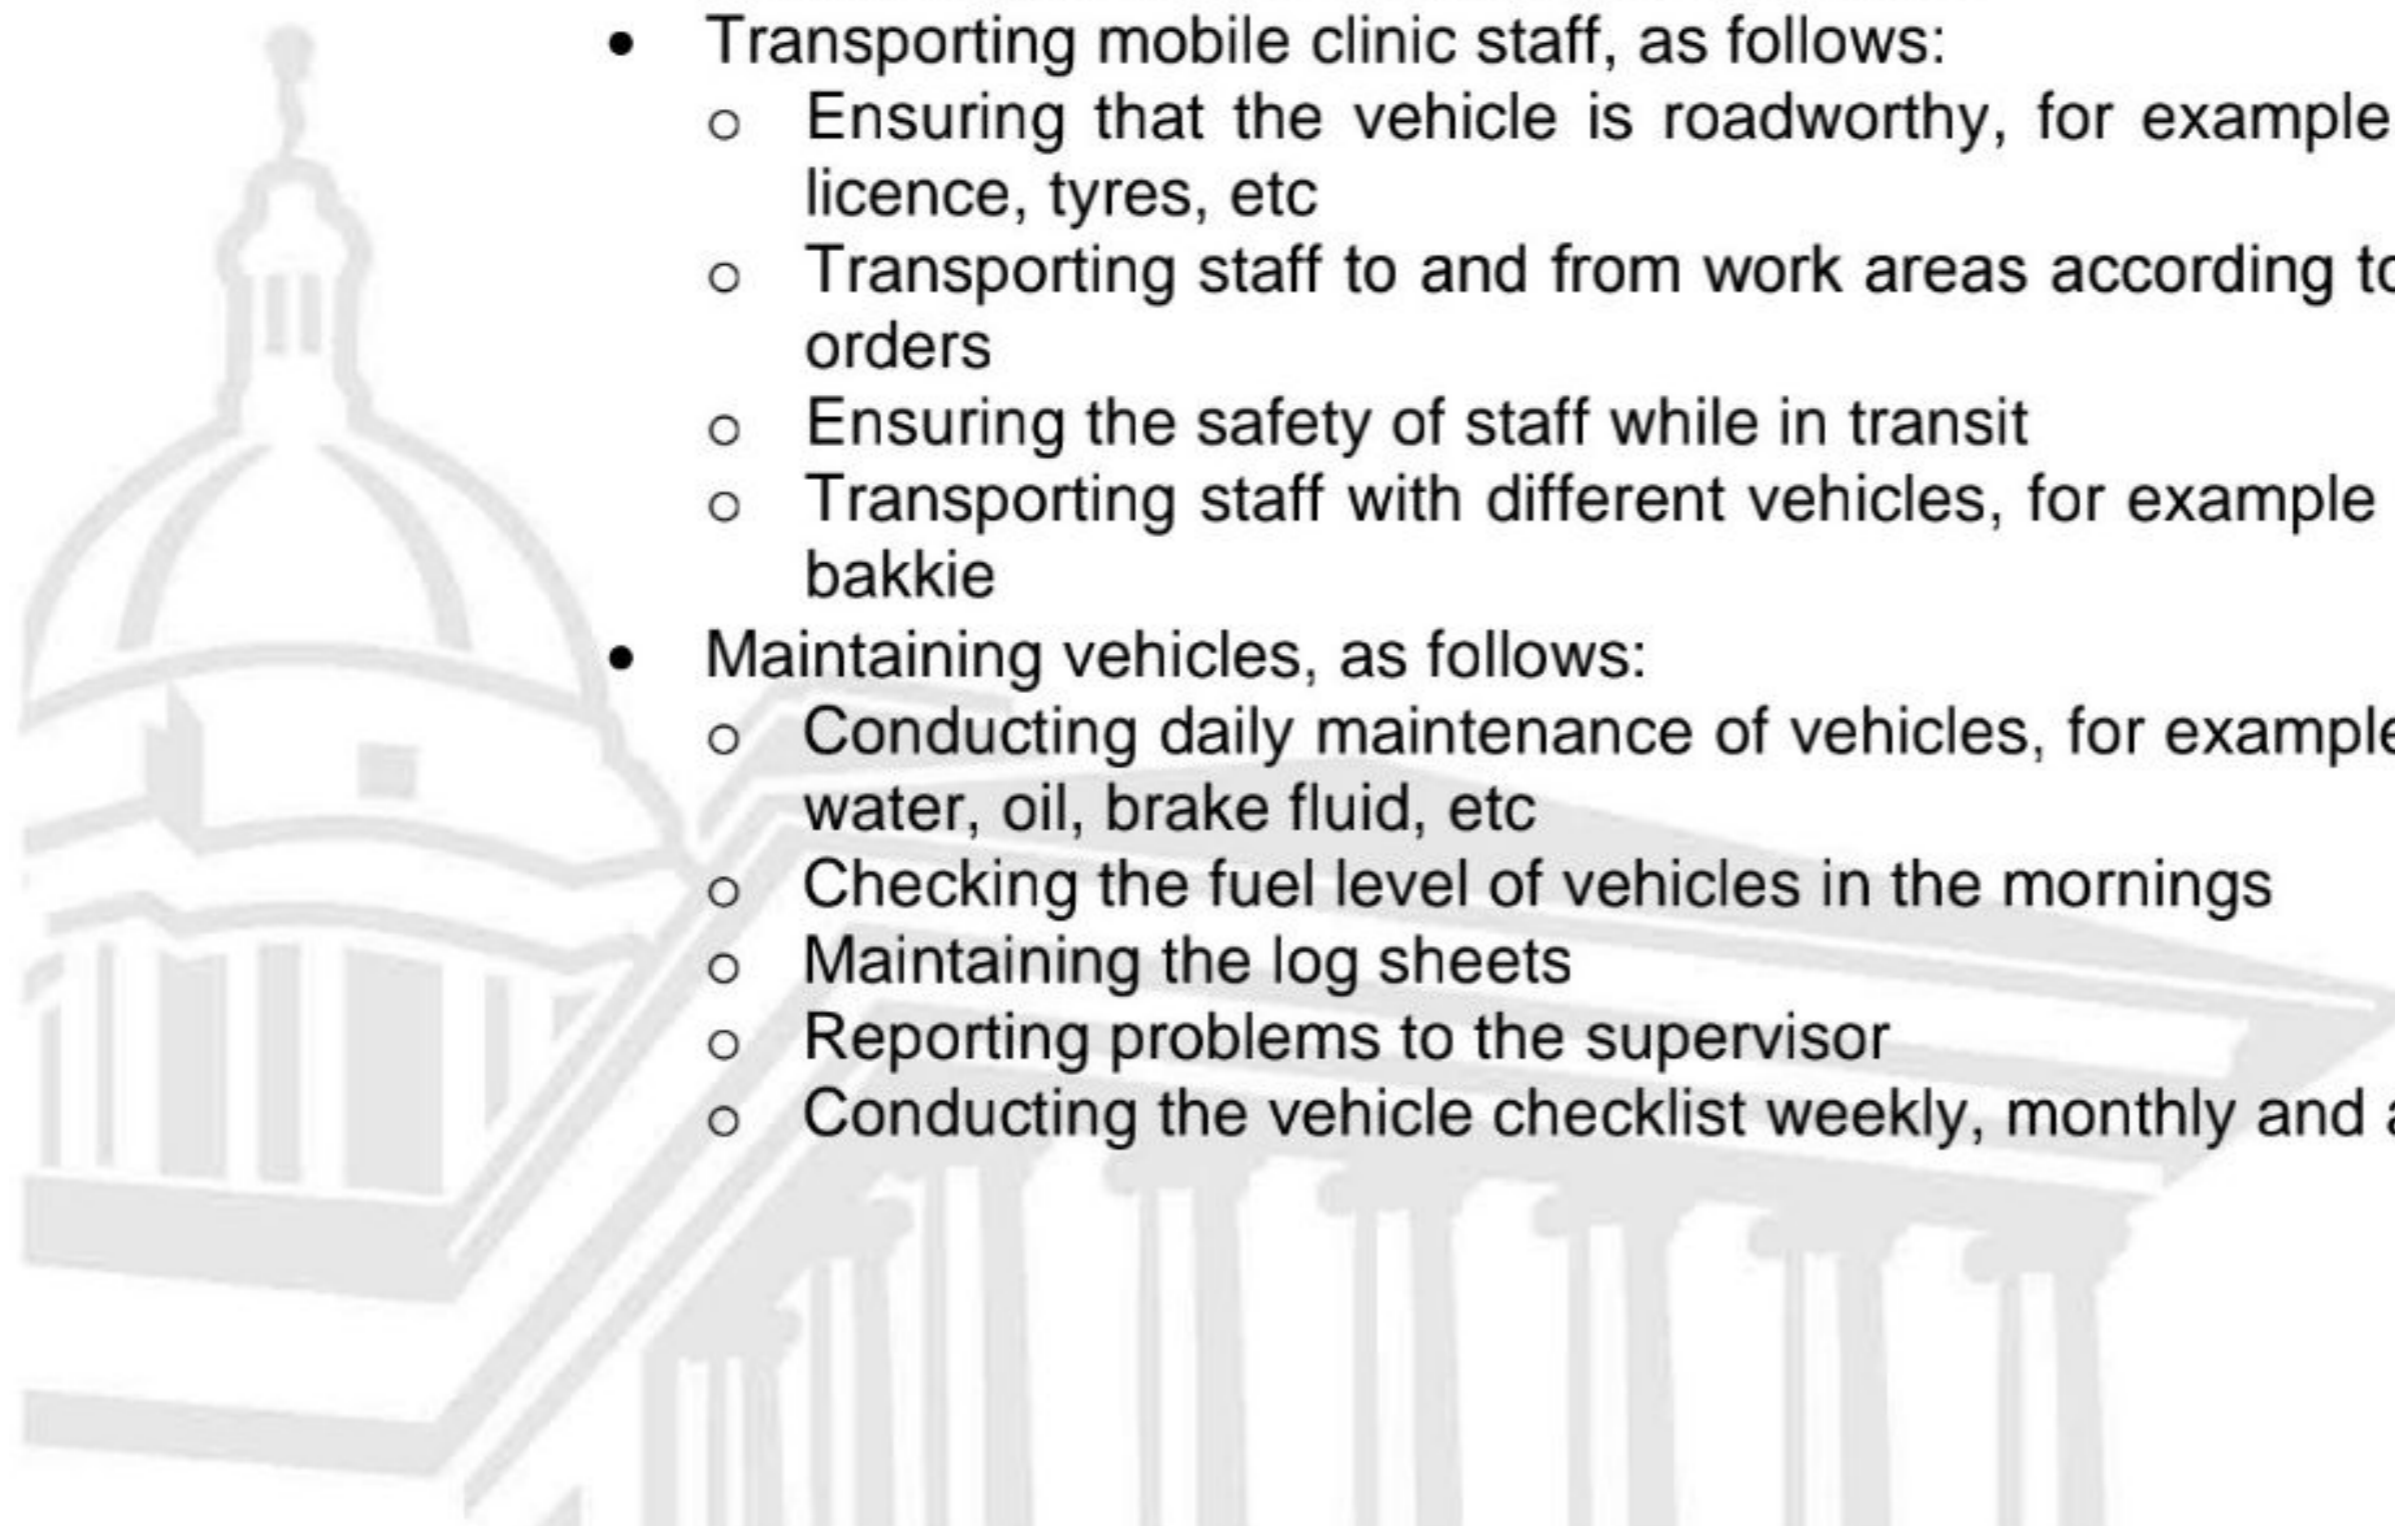 • Transporting mobile clinic staff, as follows:
o Ensuring that the vehicle is roadworthy, for example
licence, tyres, etc
o Transporting staff to and from work areas according to
orders
o Ensuring the safety of staff while in transit
o Transporting staff with different vehicles, for example
bakkie
• Maintaining vehicles, as follows:
o Conducting daily maintenance of vehicles, for example
water, oil, brake fluid, etc
o Checking the fuel level of vehicles in the mornings
o Maintaining the log sheets
o Reporting problems to the supervisor
o Conducting the vehicle checklist weekly, monthly and